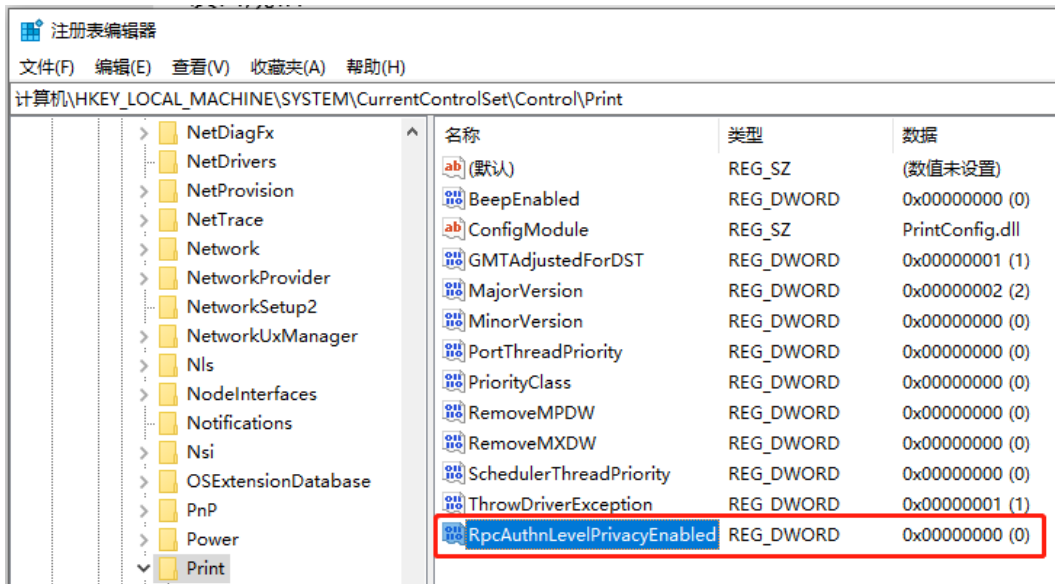 注册表编辑器
文件(F) 编辑(E) 查看(V) 收藏夹(A) 帮助(H)
计算机\HKEY_LOCAL_MACHINE\SYSTEM\CurrentControlSet\Control\Print
NetDiagFx
NetDrivers
NetProvision
NetTrace
Network
NetworkProvider
NetworkSetup2
NetworkUxManager
Nls
NodeInterfaces
Notifications
Nsi
OSExtensionDatabase
PnP
Power
Print
名称 类型 数据
(默认) REG_SZ (数值未设置)
BeepEnabled REG_DWORD 0x00000000 (0)
ConfigModule REG_SZ PrintConfig.dll
GMTAdjustedForDST REG_DWORD 0x00000001 (1)
MajorVersion REG_DWORD 0x00000002 (2)
MinorVersion REG_DWORD 0x00000000 (0)
PortThreadPriority REG_DWORD 0x00000000 (0)
PriorityClass REG_DWORD 0x00000000 (0)
RemoveMPDW REG_DWORD 0x00000000 (0)
RemoveMXDW REG_DWORD 0x00000000 (0)
SchedulerThreadPriority REG_DWORD 0x00000000 (0)
ThrowDriverException REG_DWORD 0x00000001 (1)
RpcAuthnLevelPrivacyEnabled REG_DWORD 0x00000000 (0)